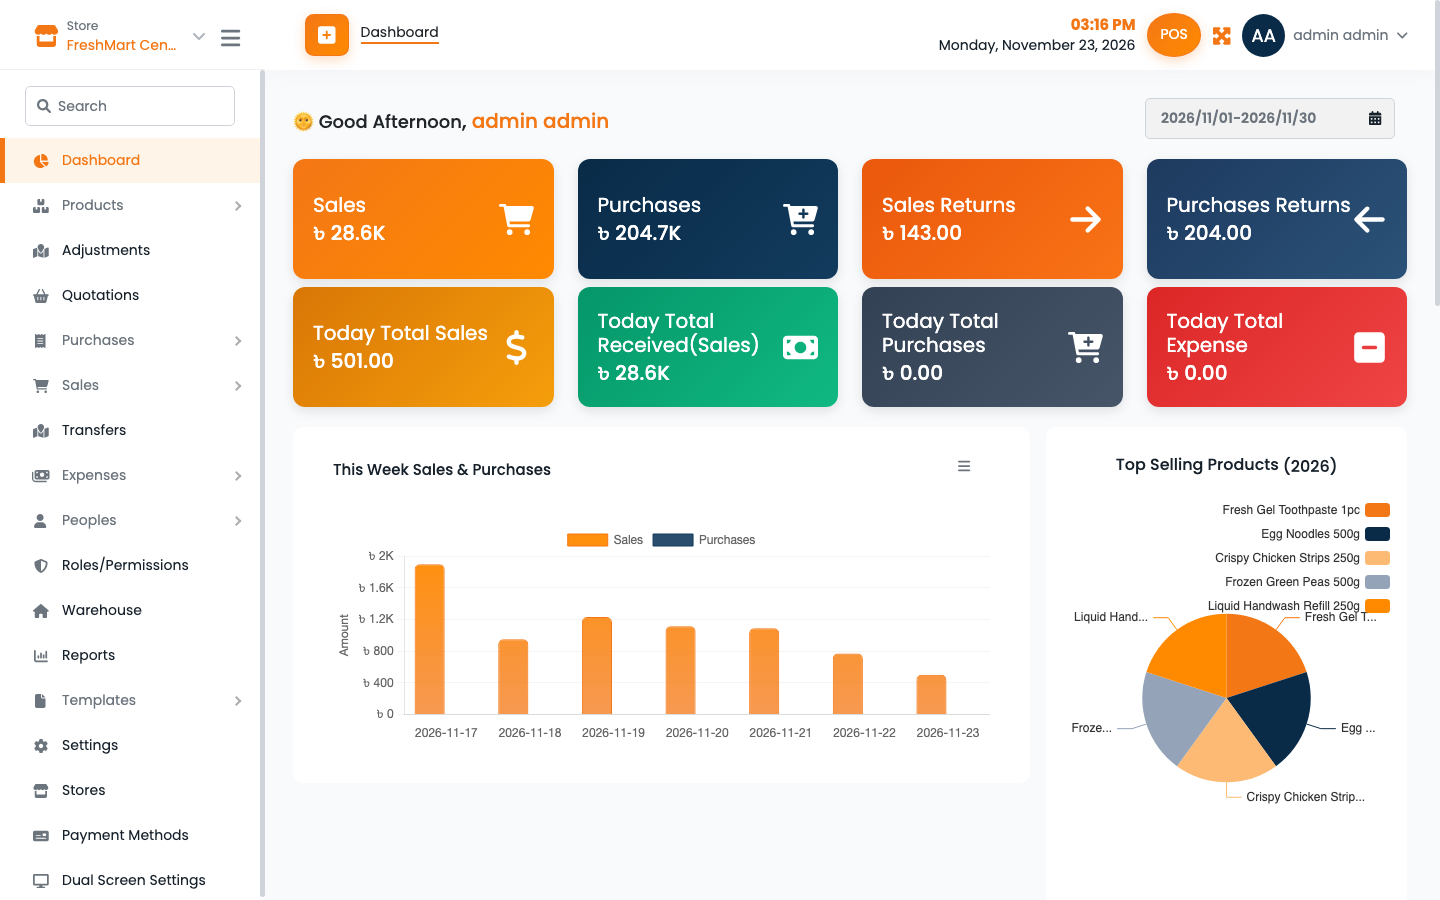 Store
FreshMart Cen...
Dashboard
03:16 PM
Monday, November 23, 2026
POS
AA
admin admin
Search
Dashboard
Products
Adjustments
Quotations
Purchases
Sales
Transfers
Expenses
Peoples
Roles/Permissions
Warehouse
Reports
Templates
Settings
Stores
Payment Methods
Dual Screen Settings
🌞 Good Afternoon, admin admin
2026/11/01-2026/11/30
Sales
৳ 28.6K
Purchases
৳ 204.7K
Sales Returns
৳ 143.00
Purchases Returns
৳ 204.00
Today Total Sales
৳ 501.00
Today Total
Received(Sales)
৳ 28.6K
Today Total
Purchases
৳ 0.00
Today Total
Expense
৳ 0.00
This Week Sales & Purchases
Sales
Purchases
Amount
৳ 2K
৳ 1.6K
৳ 1.2K
৳ 800
৳ 400
৳ 0
2026-11-17
2026-11-18
2026-11-19
2026-11-20
2026-11-21
2026-11-22
2026-11-23
Top Selling Products (2026)
Fresh Gel Toothpaste 1pc
Egg Noodles 500g
Crispy Chicken Strips 250g
Frozen Green Peas 500g
Liquid Handwash Refill 250g
Liquid Hand...
Fresh Gel T...
Froze...
Egg ...
Crispy Chicken Strip...